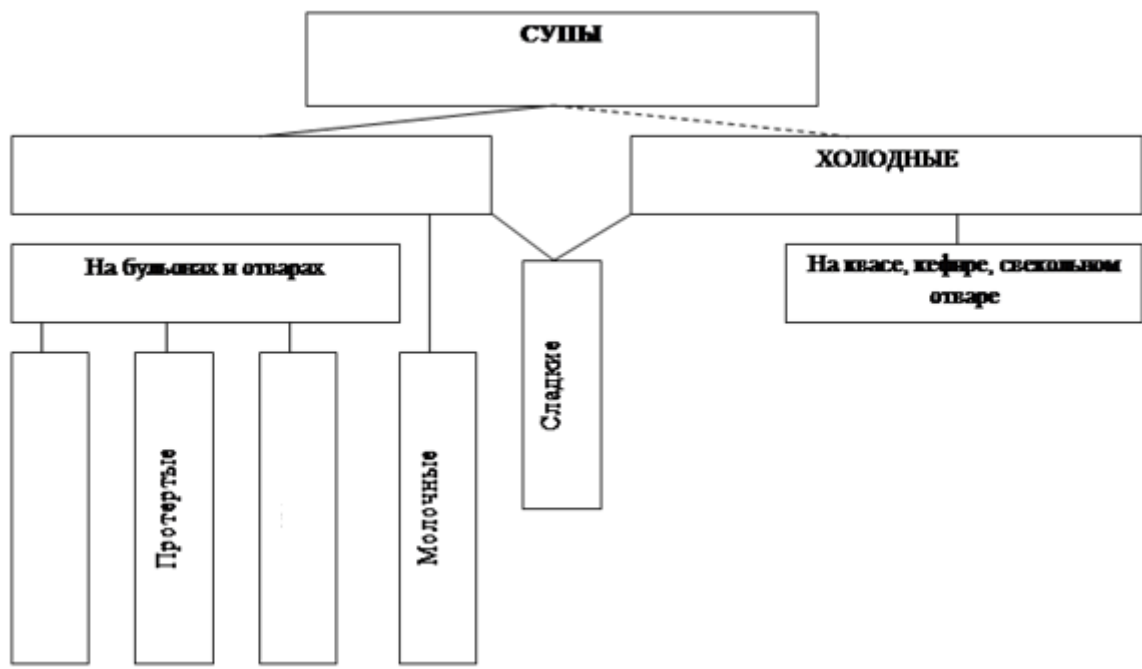 СУПЫ
ХОЛОДНЫЕ
На бульонах и отварах
На квасе, кефире, свекольном
отваре
Протертые
Молочные
Сладкие